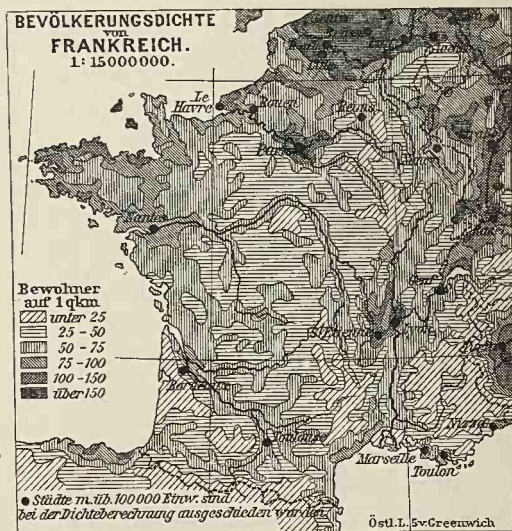 BEVÖLKERUNGSDICHTE
von
FRANKREICH.
1:15000000.
Le
Havre
Rouen
Reims
Paris
Nantes
Genf
St Etienne
Lyon
Bewohner
auf 1 qkm
unter 25
25-50
50-75
75-100
100-150
über 150
Bordeaux
Toulouse
Nizza
Marseille
Toulon
Städte m. üb. 100 000 Einw. sind
bei der Dichteberechnung ausgeschieden worden.
Östl. L. 5 v. Greenwich